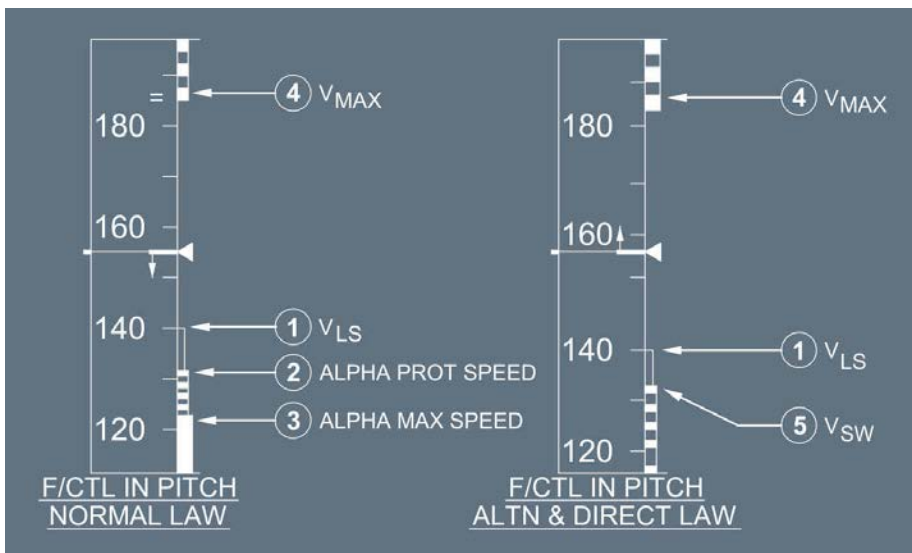 4 VMAX
=
180
160
140
1 VLS
2 ALPHA PROT SPEED
3 ALPHA MAX SPEED
120
F/CTL IN PITCH
NORMAL LAW
4 VMAX
180
160
140
1 VLS
5 VSW
120
F/CTL IN PITCH
ALTN & DIRECT LAW